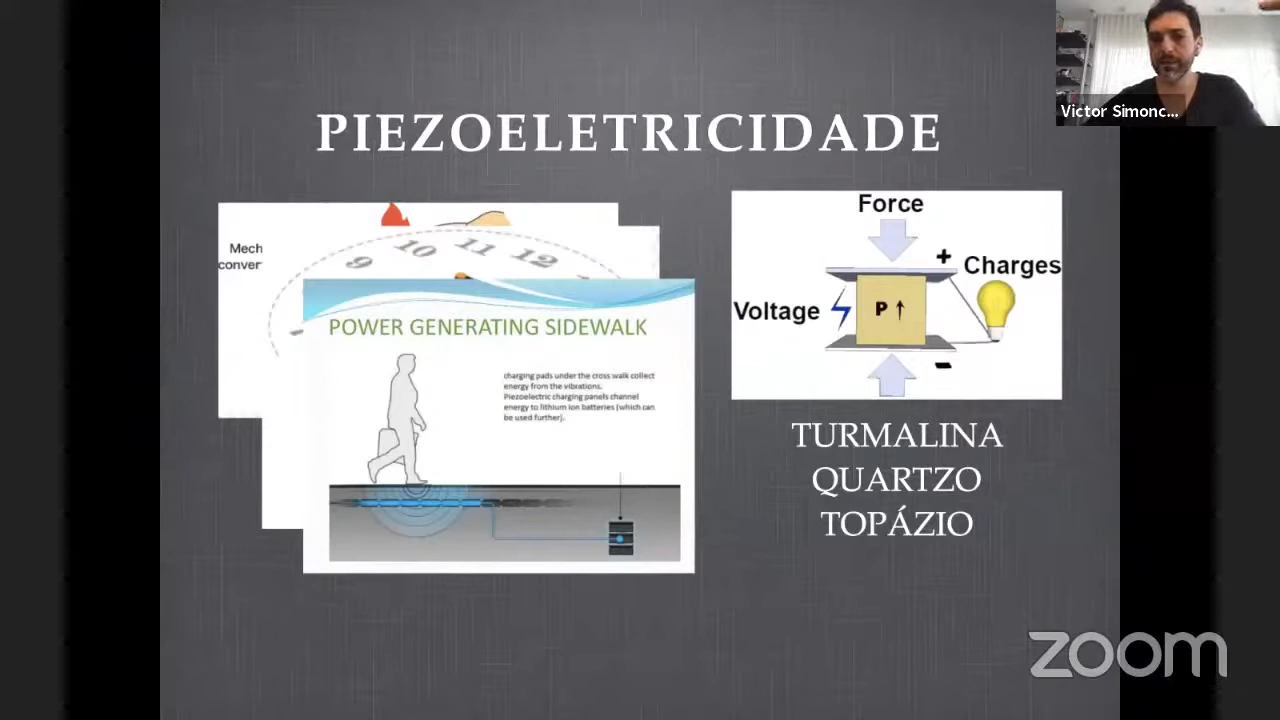 PIEZOELETRICIDADE
Victor Simonc...
Mech
conver
9 10 11 12
POWER GENERATING SIDEWALK
charging pads under the cross walk collect
energy from the vibrations.
Piezoelectric charging panels channel
energy to lithium ion batteries (which can
be used further).
Force
+
Charges
Voltage
P ↑
-
TURMALINA
QUARTZO
TOPÁZIO
zoom